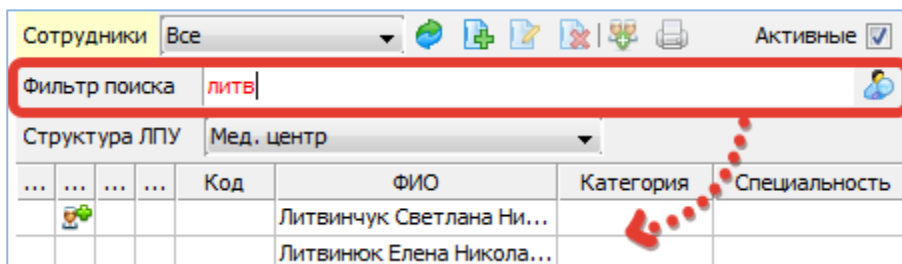 Сотрудники Все Активные
Фильтр поиска литв
Структура ЛПУ Мед. центр
... ... ... ... Код ФИО Категория Специальность
Литвинчук Светлана Ни...
Литвинюк Елена Никола...